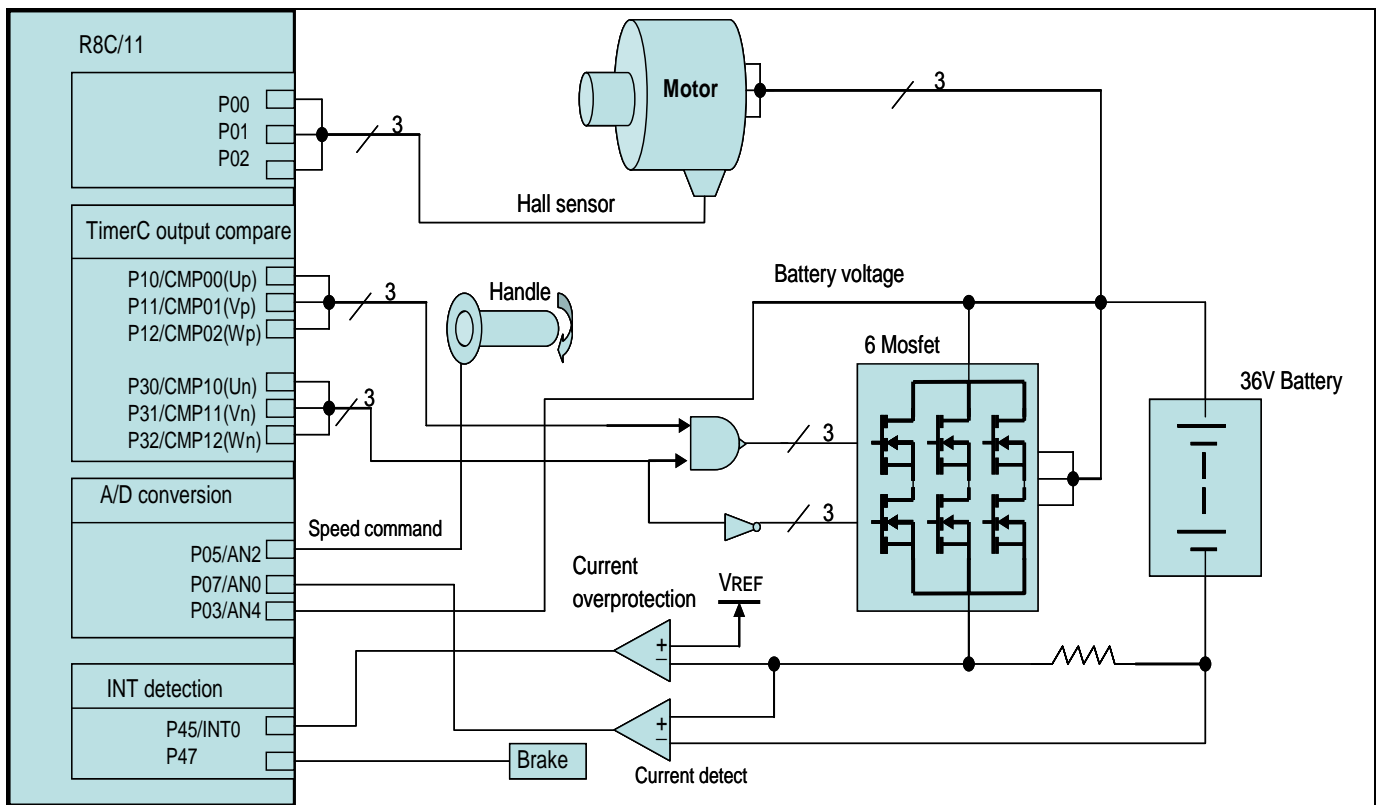 R8C/11
P00
P01
P02
3
Motor
3
Hall sensor
TimerC output compare
P10/CMP00(Up)
P11/CMP01(Vp)
P12/CMP02(Wp)
3
P30/CMP10(Un)
P31/CMP11(Vn)
P32/CMP12(Wn)
3
Handle
Battery voltage
6 Mosfet
36V Battery
3
3
A/D conversion
Speed command
P05/AN2
P07/AN0
P03/AN4
Current
overprotection
VREF
+
–
INT detection
P45/INT0
P47
Brake
+
–
Current detect